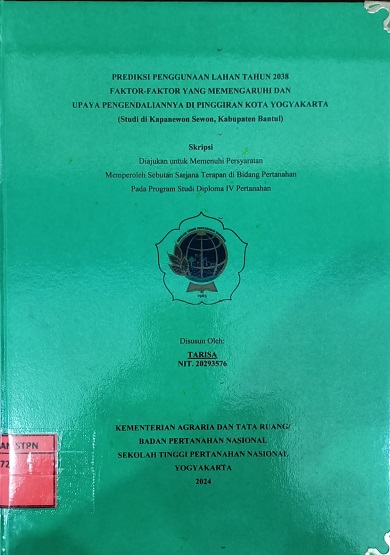 PREDIKSI PENGGUNAAN LAHAN TAHUN 2038
FAKTOR-FAKTOR YANG MEMENGARUHI DAN
UPAYA PENGENDALIANNYA DI PINGGIRAN KOTA YOGYAKARTA
(Studi di Kapanewon Sewon, Kabupaten Bantul)
Skripsi
Diajukan untuk Memenuhi Persyaratan
Memperoleh Sebutan Sarjana Terapan di Bidang Pertanahan
Pada Program Studi Diploma IV Pertanahan
1963
Disusun Oleh:
TARISA
NIT. 20293576
KEMENTERIAN AGRARIA DAN TATA RUANG/
BADAN PERTANAHAN NASIONAL
SEKOLAH TINGGI PERTANAHAN NASIONAL
YOGYAKARTA
2024
AN STPN
72